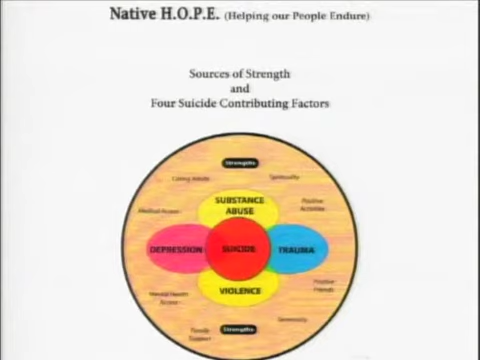 Native H.O.P.E. (Helping our People Endure)
Sources of Strength
and
Four Suicide Contributing Factors
Strengths
Caring Adults
Spirituality
SUBSTANCE
ABUSE
Positive
Activities
Medical Access
DEPRESSION
SUICIDE
TRAUMA
VIOLENCE
Positive
Friends
Mental Health
Access
Generosity
Family
Support
Strengths